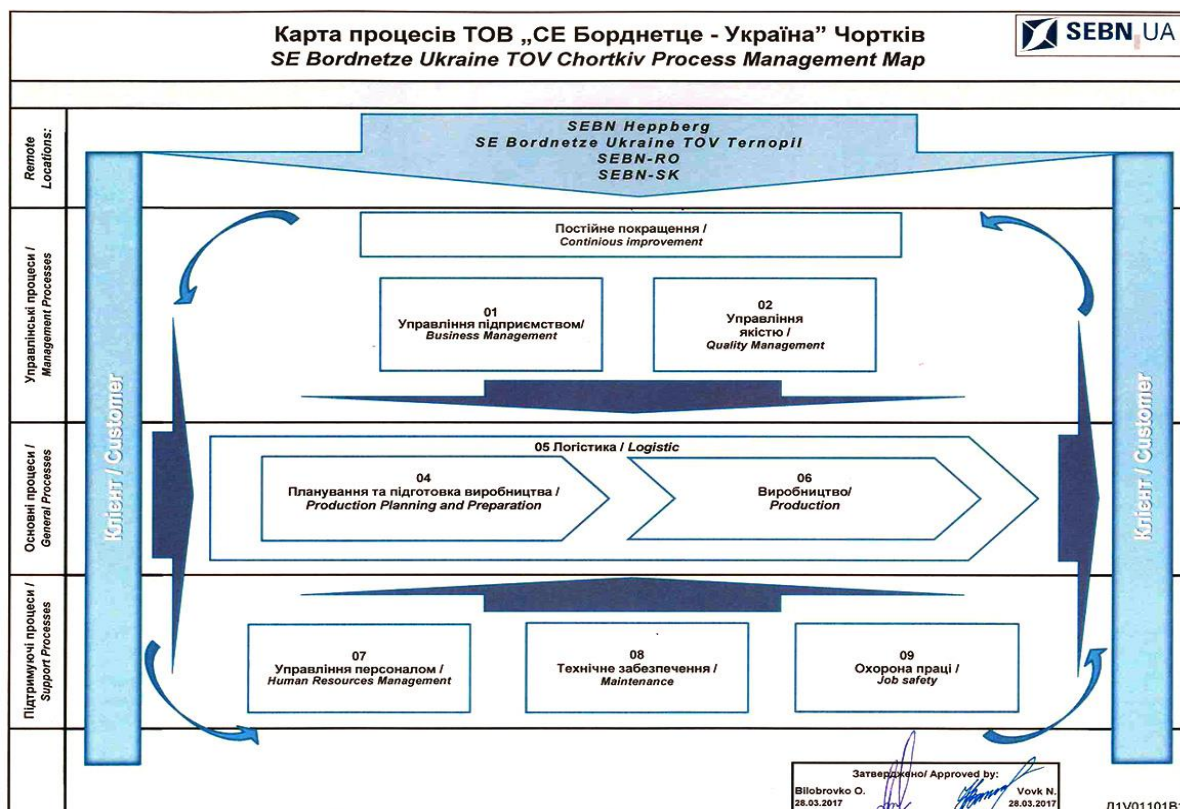 Карта процесів ТОВ „СЕ Борднетце - Україна” Чортків
SE Bordnetze Ukraine TOV Chortkiv Process Management Map
SEBN UA
Remote
Locations:
SEBN Heppberg
SE Bordnetze Ukraine TOV Ternopil
SEBN-RO
SEBN-SK
Управлінські процеси /
Management Processes
Постійне покращення /
Continious improvement
01
Управління підприємством/
Business Management
02
Управління
якістю /
Quality Management
Клієнт / Customer
Клієнт / Customer
Основні процеси /
General Processes
05 Логістика / Logistic
04
Планування та підготовка виробництва /
Production Planning and Preparation
06
Виробництво/
Production
Підтримуючі процеси /
Support Processes
07
Управління персоналом /
Human Resources Management
08
Технічне забезпечення /
Maintenance
09
Охорона праці /
Job safety
Затверджено/ Approved by:
Bilobrovko O.
28.03.2017
Vovk N.
28.03.2017